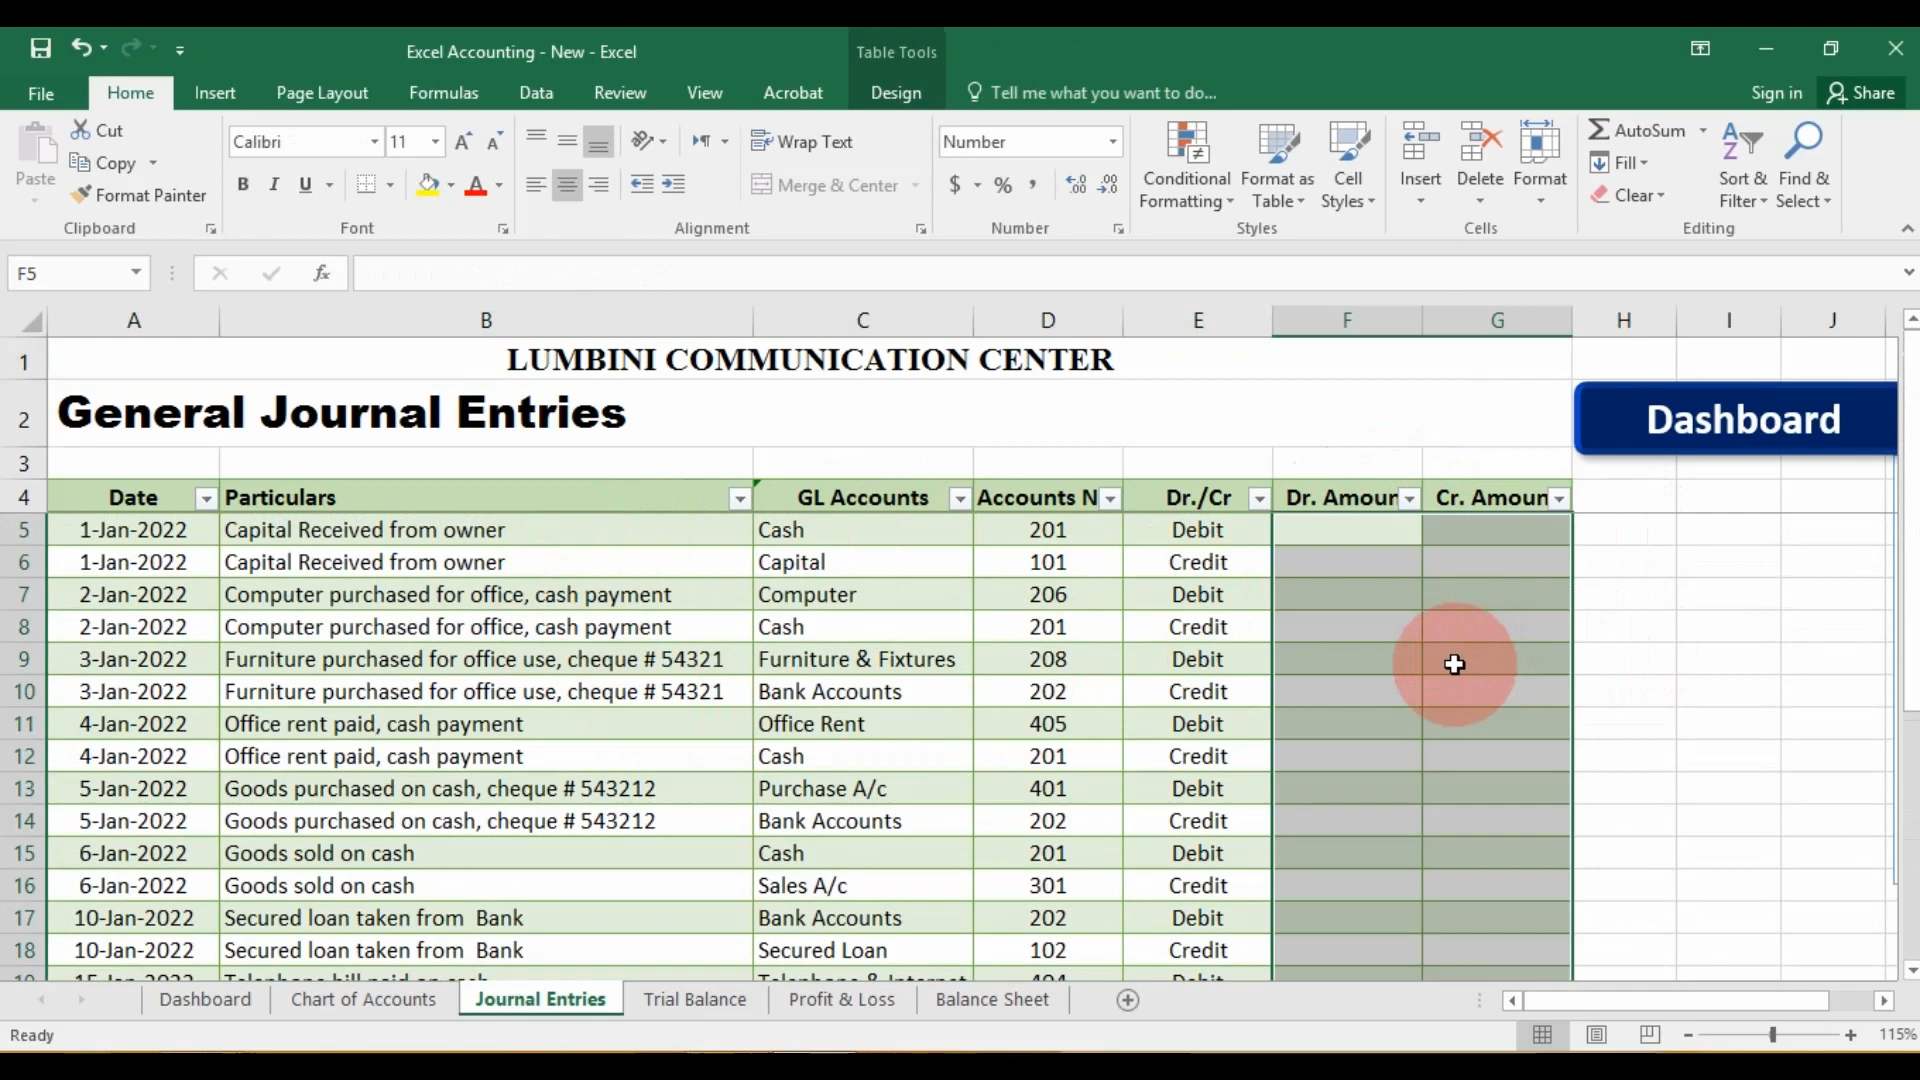 Excel Accounting - New - Excel
Table Tools
File Home Insert Page Layout Formulas Data Review View Acrobat Design Tell me what you want to do... Sign in Share
Paste
Cut
Copy
Format Painter
Clipboard
Calibri 11
B I U
Font
Wrap Text
Merge & Center
Alignment
Number
$ % ,
Number
Conditional Formatting
Format as Table
Cell Styles
Styles
Insert Delete Format
Cells
AutoSum
Fill
Clear
Sort & Filter
Find & Select
Editing
F5 fx
A B C D E F G H I J
1 LUMBINI COMMUNICATION CENTER
2 General Journal Entries Dashboard
3
4 Date Particulars GL Accounts Accounts N Dr./Cr Dr. Amoun Cr. Amoun
5 1-Jan-2022 Capital Received from owner Cash 201 Debit
6 1-Jan-2022 Capital Received from owner Capital 101 Credit
7 2-Jan-2022 Computer purchased for office, cash payment Computer 206 Debit
8 2-Jan-2022 Computer purchased for office, cash payment Cash 201 Credit
9 3-Jan-2022 Furniture purchased for office use, cheque # 54321 Furniture & Fixtures 208 Debit
10 3-Jan-2022 Furniture purchased for office use, cheque # 54321 Bank Accounts 202 Credit
11 4-Jan-2022 Office rent paid, cash payment Office Rent 405 Debit
12 4-Jan-2022 Office rent paid, cash payment Cash 201 Credit
13 5-Jan-2022 Goods purchased on cash, cheque # 543212 Purchase A/c 401 Debit
14 5-Jan-2022 Goods purchased on cash, cheque # 543212 Bank Accounts 202 Credit
15 6-Jan-2022 Goods sold on cash Cash 201 Debit
16 6-Jan-2022 Goods sold on cash Sales A/c 301 Credit
17 10-Jan-2022 Secured loan taken from Bank Bank Accounts 202 Debit
18 10-Jan-2022 Secured loan taken from Bank Secured Loan 102 Credit
Dashboard Chart of Accounts Journal Entries Trial Balance Profit & Loss Balance Sheet
Ready 115%